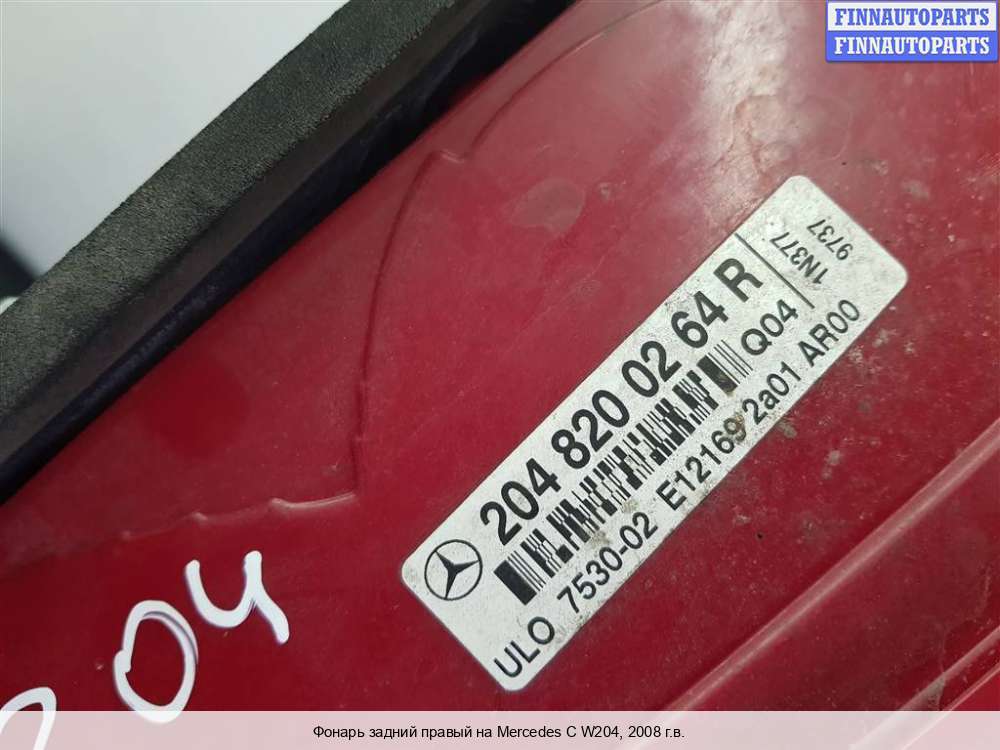 FINNAUTOPARTS
FINNAUTOPARTS
204 820 02 64 R
Q04
1N377
9737
ULO 7530-02 E12169 2a01 AR00
04
Фонарь задний правый на Mercedes C W204, 2008 г.в.